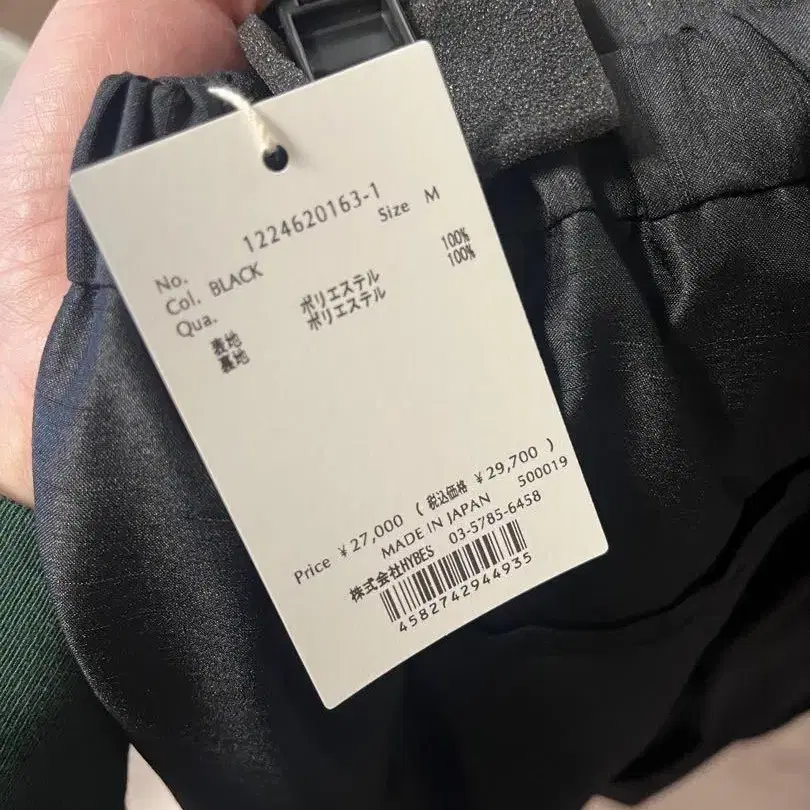 No. 1224620163-1
Col. BLACK Size M
Qua.
表地 ポリエステル 100%
裏地 ポリエステル 100%
Price ¥27,000 ( 税込価格 ¥29,700 )
MADE IN JAPAN 500019
株式会社HYBES 03-5785-6458
4582742944935